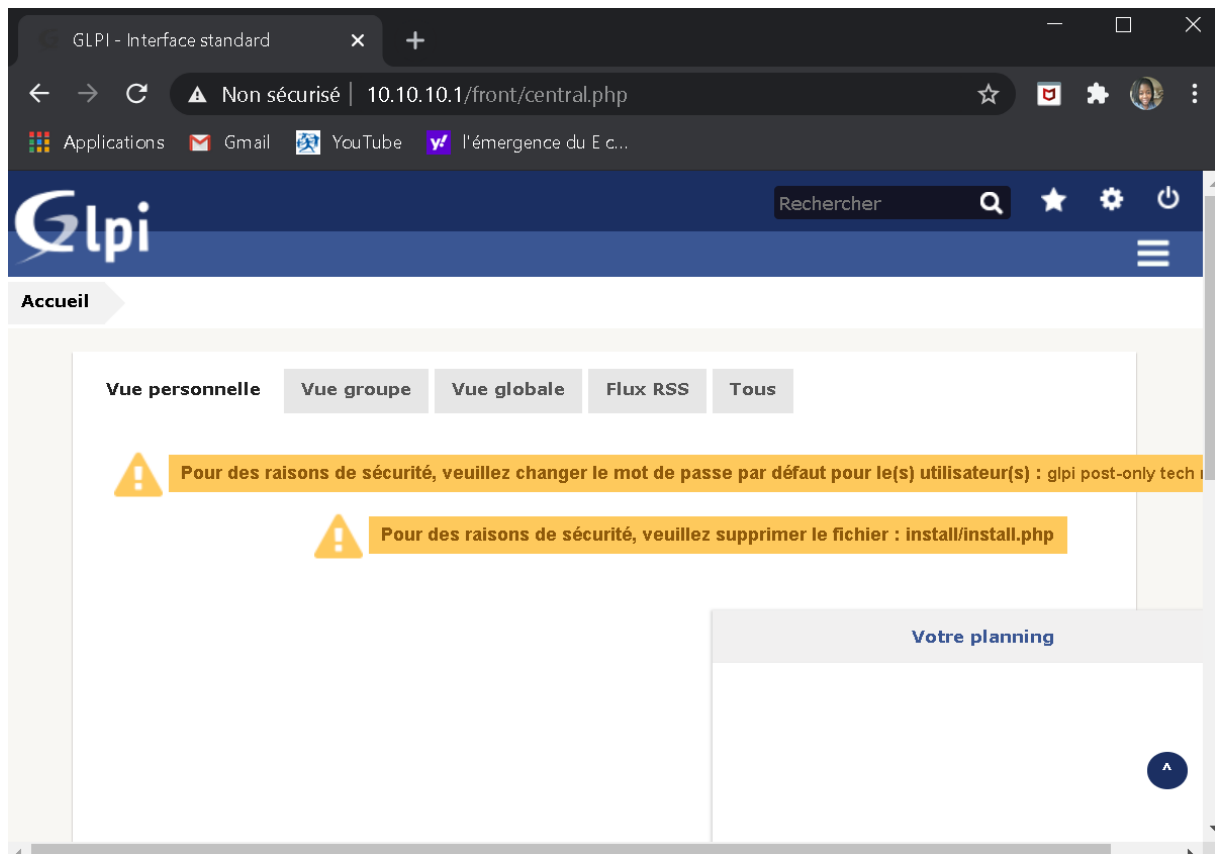 GLPI - Interface standard
Non sécurisé | 10.10.10.1/front/central.php
Applications Gmail YouTube l'émergence du E c...
Glpi
Rechercher
Accueil
Vue personnelle Vue groupe Vue globale Flux RSS Tous
Pour des raisons de sécurité, veuillez changer le mot de passe par défaut pour le(s) utilisateur(s) : glpi post-only tech
Pour des raisons de sécurité, veuillez supprimer le fichier : install/install.php
Votre planning